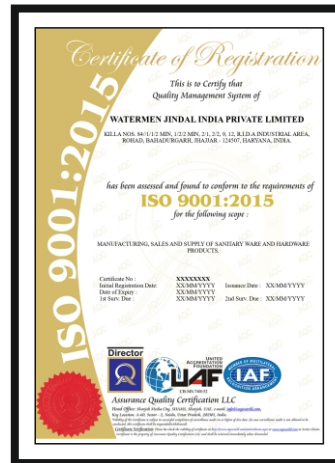 Certificate of Registration
This is to Certify that
Quality Management System of
WATERMEN JINDAL INDIA PRIVATE LIMITED
KILLA NOS. 84//1/1/2 MIN, 1/2/2 MIN, 2/1, 2/2, 9, 12, R.I.D.A INDUSTRIAL AREA,
ROHAD, BAHADURGARH, JHAJJAR - 124507, HARYANA, INDIA.
has been assessed and found to conform to the requirements of
ISO 9001:2015
for the following scope :
MANUFACTURING, SALES AND SUPPLY OF SANITARY WARE AND HARDWARE
PRODUCTS.
Certificate No : XXXXXXXX
Initial Registration Date XX/MM/YYYY Issuance Date : XX/MM/YYYY
Date of Expiry : XX/MM/YYYY
1st Surv. Due : XX/MM/YYYY 2nd Surv. Due : XX/MM/YYYY
ISO 9001:2015
Director
UNITED
ACCREDITATION
FOUNDATION
UAF
IAF
Assurance Quality Certification LLC